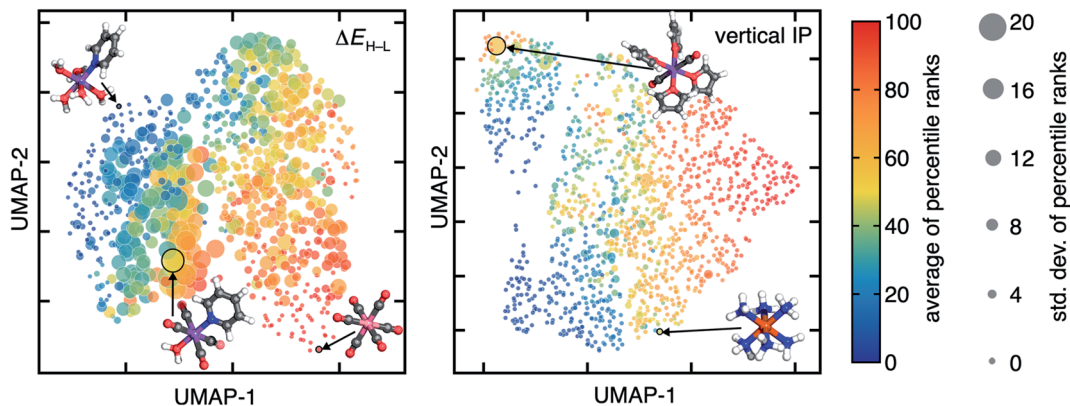 ΔE_H–L
UMAP-2
UMAP-1
vertical IP
UMAP-2
UMAP-1
100
80
60
40
20
0
average of percentile ranks
20
16
12
8
4
0
std. dev. of percentile ranks